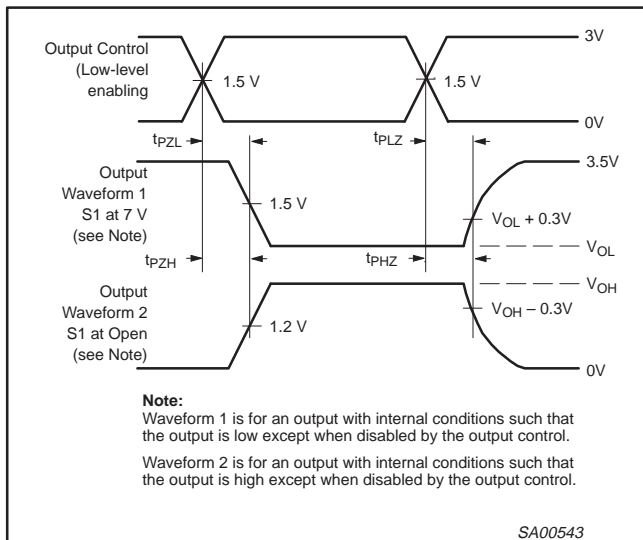 Output Control
(Low-level
enabling
3V
1.5 V
1.5 V
0V
tPZL
tPLZ
Output
Waveform 1
S1 at 7 V
(see Note)
3.5V
1.5 V
VOL + 0.3V
VOL
tPZH
tPHZ
Output
Waveform 2
S1 at Open
(see Note)
VOH
VOH – 0.3V
1.2 V
0V
Note:
Waveform 1 is for an output with internal conditions such that
the output is low except when disabled by the output control.
Waveform 2 is for an output with internal conditions such that
the output is high except when disabled by the output control.
SA00543